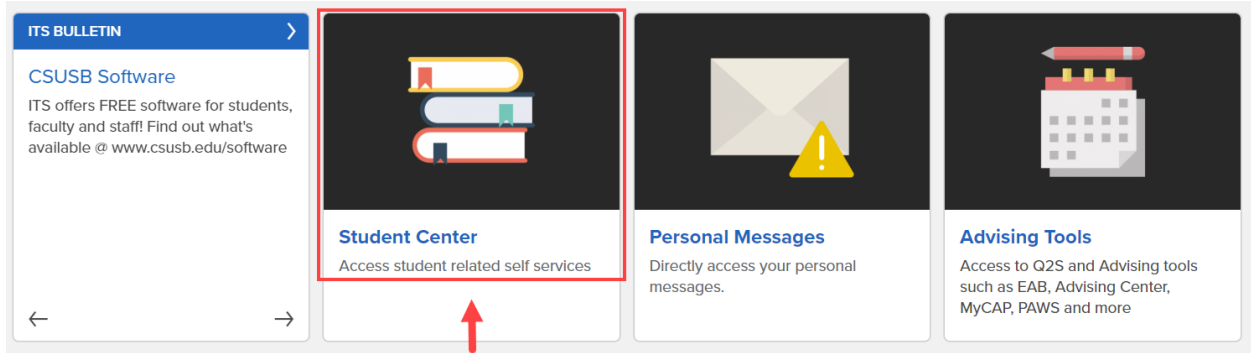 ITS BULLETIN
CSUSB Software
ITS offers FREE software for students,
faculty and staff! Find out what's
available @ www.csusb.edu/software
Student Center
Access student related self services
Personal Messages
Directly access your personal
messages.
Advising Tools
Access to Q2S and Advising tools
such as EAB, Advising Center,
MyCAP, PAWS and more